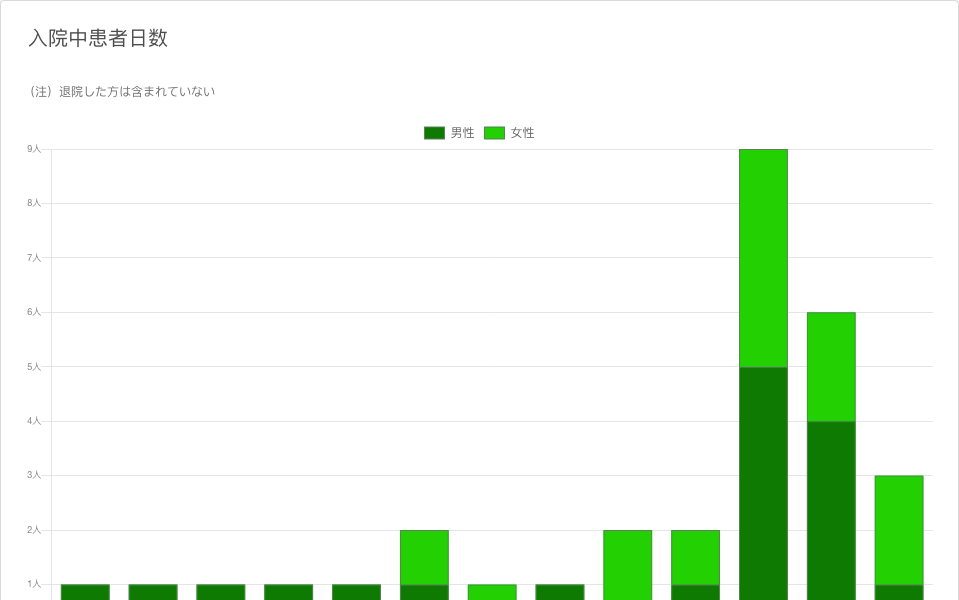 入院中患者日数
（注）退院した方は含まれていない
男性 女性
9人
8人
7人
6人
5人
4人
3人
2人
1人